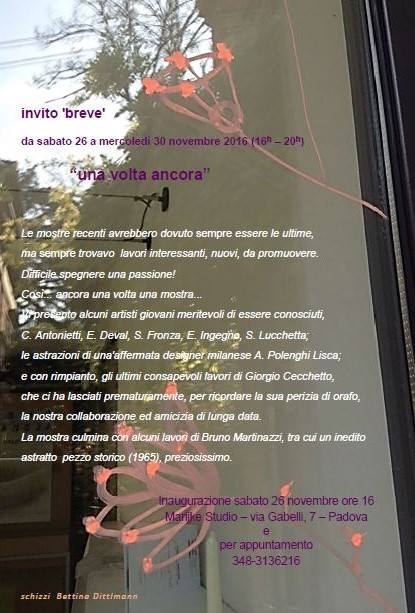 invito 'breve'
da sabato 26 a mercoledì 30 novembre 2016 (16h – 20h)
“una volta ancora”
Le mostre recenti avrebbero dovuto sempre essere le ultime,
ma sempre trovavo lavori interessanti, nuovi, da promuovere.
Difficile spegnere una passione!
Così... ancora una volta una mostra...
Vi presento alcuni artisti giovani meritevoli di essere conosciuti,
C. Antonietti, E. Deval, S. Fronza, E. Ingegno, S. Lucchetta;
le astrazioni di una'affermata designer milanese A. Polenghi Lisca;
e con rimpianto, gli ultimi consapevoli lavori di Giorgio Cecchetto,
che ci ha lasciati prematuramente, per ricordare la sua perizia di orafo,
la nostra collaborazione ed amicizia di lunga data.
La mostra culmina con alcuni lavori di Bruno Martinazzi, tra cui un inedito
astratto pezzo storico (1965), preziosissimo.
Inaugurazione sabato 26 novembre ore 16
Marijke Studio – via Gabelli, 7 – Padova
e
per appuntamento
348-3136216
schizzi Bettina Dittlmann